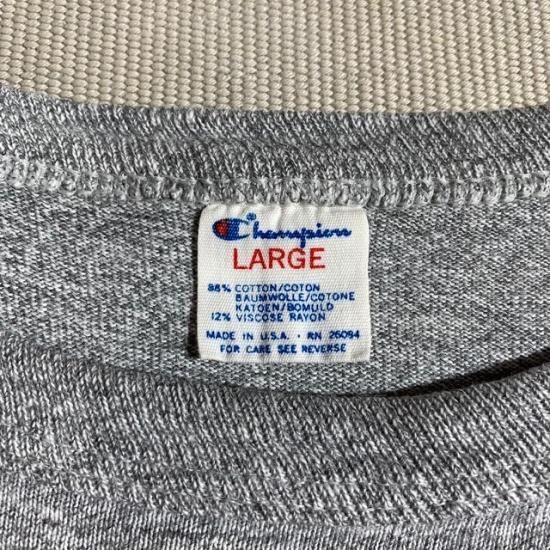 Champion®
LARGE
88% COTTON/COTON
BAUMWOLLE/COTONE
KATOEN/BOMULD
12% VISCOSE RAYON
MADE IN U.S.A. · RN 26094
FOR CARE SEE REVERSE